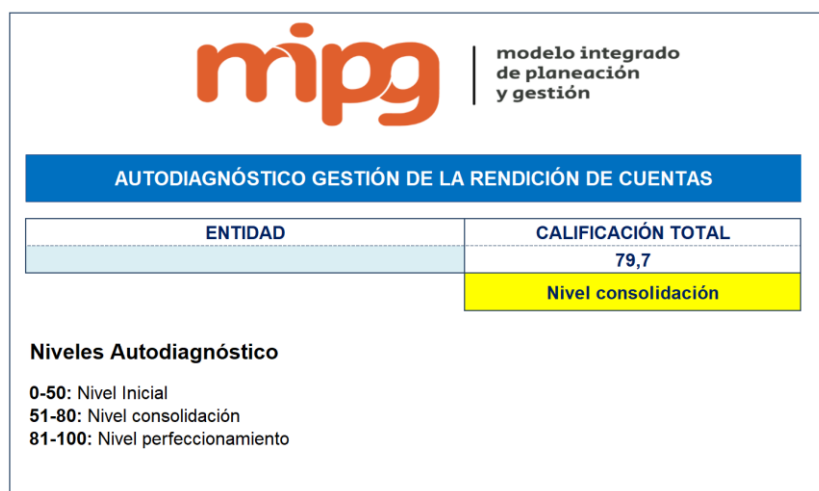 mipg
modelo integrado
de planeación
y gestión
AUTODIAGNÓSTICO GESTIÓN DE LA RENDICIÓN DE CUENTAS
ENTIDAD CALIFICACIÓN TOTAL
79,7
Nivel consolidación
Niveles Autodiagnóstico
0-50: Nivel Inicial
51-80: Nivel consolidación
81-100: Nivel perfeccionamiento